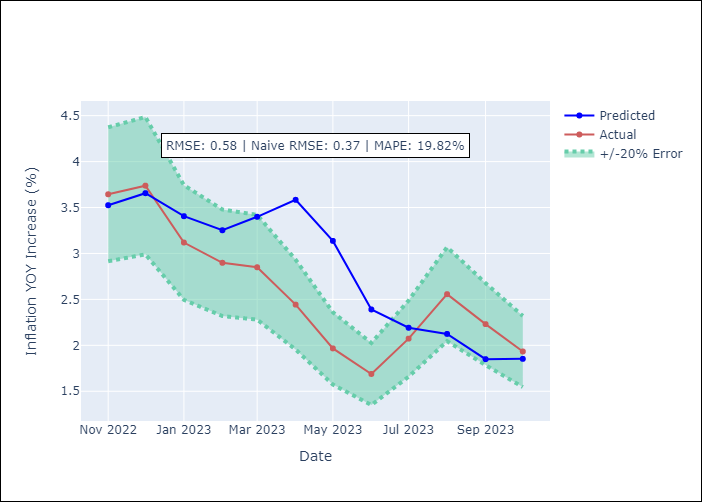 RMSE: 0.58 | Naive RMSE: 0.37 | MAPE: 19.82%
Predicted
Actual
+/-20% Error
Inflation YOY Increase (%)
4.5
4
3.5
3
2.5
2
1.5
Nov 2022 Jan 2023 Mar 2023 May 2023 Jul 2023 Sep 2023
Date